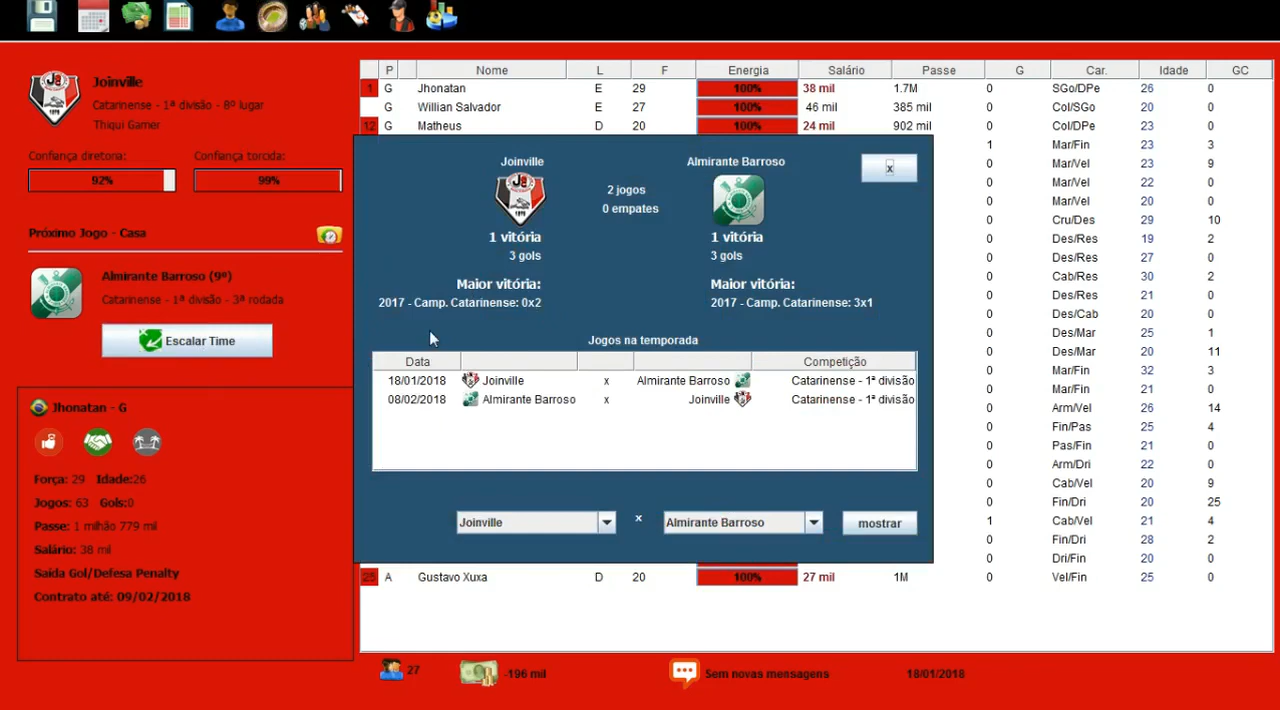 Joinville
Catarinense - 1ª divisão - 8º lugar
Thiqui Gamer
Confiança diretoria:
Confiança torcida:
92%
99%
Próximo Jogo - Casa
Almirante Barroso (9º)
Catarinense - 1ª divisão - 3ª rodada
Escalar Time
Jhonatan - G
Força: 29 Idade:26
Jogos: 63 Gols:0
Passe: 1 milhão 779 mil
Salário: 38 mil
Saída Gol/Defesa Penalty
Contrato até: 09/02/2018
P Nome L F Energia Salário Passe G Car. Idade GC
1 G Jhonatan E 29 100% 38 mil 1.7M 0 SGo/DPe 26 0
G Willian Salvador E 27 100% 46 mil 385 mil 0 Col/SGo 20 0
12 G Matheus D 20 100% 24 mil 902 mil 0 Col/DPe 23 0
1 Mar/Fin 23 3
0 Mar/Vel 23 9
0 Mar/Vel 22 0
0 Mar/Vel 20 0
0 Cru/Des 29 10
0 Des/Res 19 2
0 Des/Res 27 0
0 Cab/Res 30 2
0 Des/Res 21 0
0 Des/Cab 20 0
0 Des/Mar 25 1
0 Des/Mar 20 11
0 Mar/Fin 32 3
0 Mar/Fin 21 0
0 Arm/Vel 26 14
0 Fin/Pas 25 4
0 Pas/Fin 21 0
0 Arm/Dri 22 0
0 Cab/Vel 20 9
0 Fin/Dri 20 25
1 Cab/Vel 21 4
0 Fin/Dri 28 2
0 Dri/Fin 20 0
25 A Gustavo Xuxa D 20 100% 27 mil 1M 0 Vel/Fin 25 0
Joinville
Almirante Barroso
x
2 jogos
0 empates
1 vitória
1 vitória
3 gols
3 gols
Maior vitória:
Maior vitória:
2017 - Camp. Catarinense: 0x2
2017 - Camp. Catarinense: 3x1
Jogos na temporada
Data Competição
18/01/2018 Joinville x Almirante Barroso Catarinense - 1ª divisão
08/02/2018 Almirante Barroso x Joinville Catarinense - 1ª divisão
Joinville x Almirante Barroso mostrar
27 -196 mil Sem novas mensagens 18/01/2018